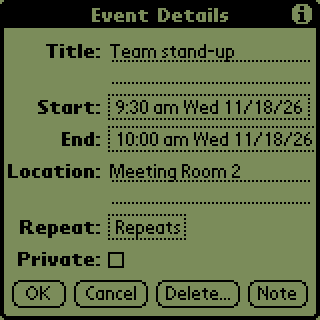 Event Details
Title: Team stand-up
Start: 9:30 am Wed 11/18/26
End: 10:00 am Wed 11/18/26
Location: Meeting Room 2
Repeat: Repeats
Private:
OK Cancel Delete... Note